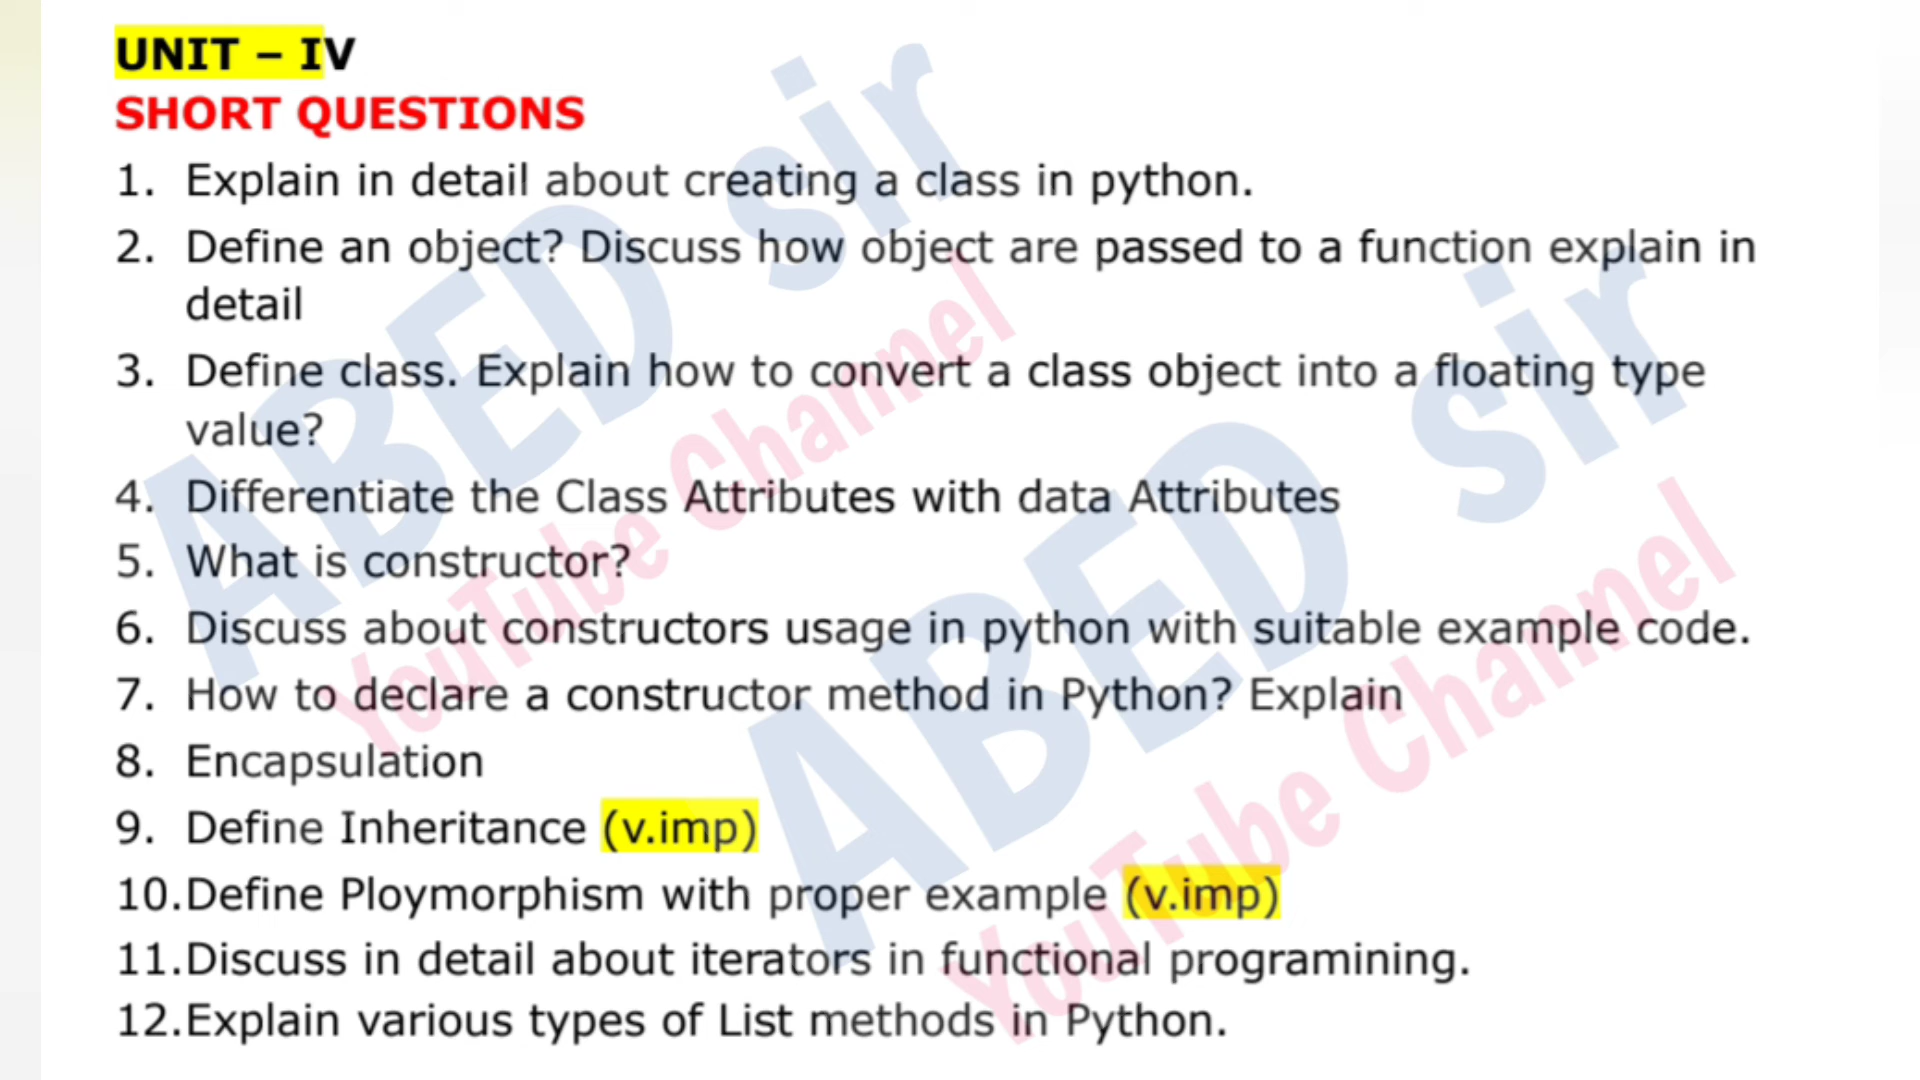 UNIT – IV
SHORT QUESTIONS
1. Explain in detail about creating a class in python.
2. Define an object? Discuss how object are passed to a function explain in
detail
3. Define class. Explain how to convert a class object into a floating type
value?
4. Differentiate the Class Attributes with data Attributes
5. What is constructor?
6. Discuss about constructors usage in python with suitable example code.
7. How to declare a constructor method in Python? Explain
8. Encapsulation
9. Define Inheritance (v.imp)
10.Define Ploymorphism with proper example (v.imp)
11.Discuss in detail about iterators in functional programining.
12.Explain various types of List methods in Python.
ABED sir
YouTube Channel
ABED sir
YouTube Channel